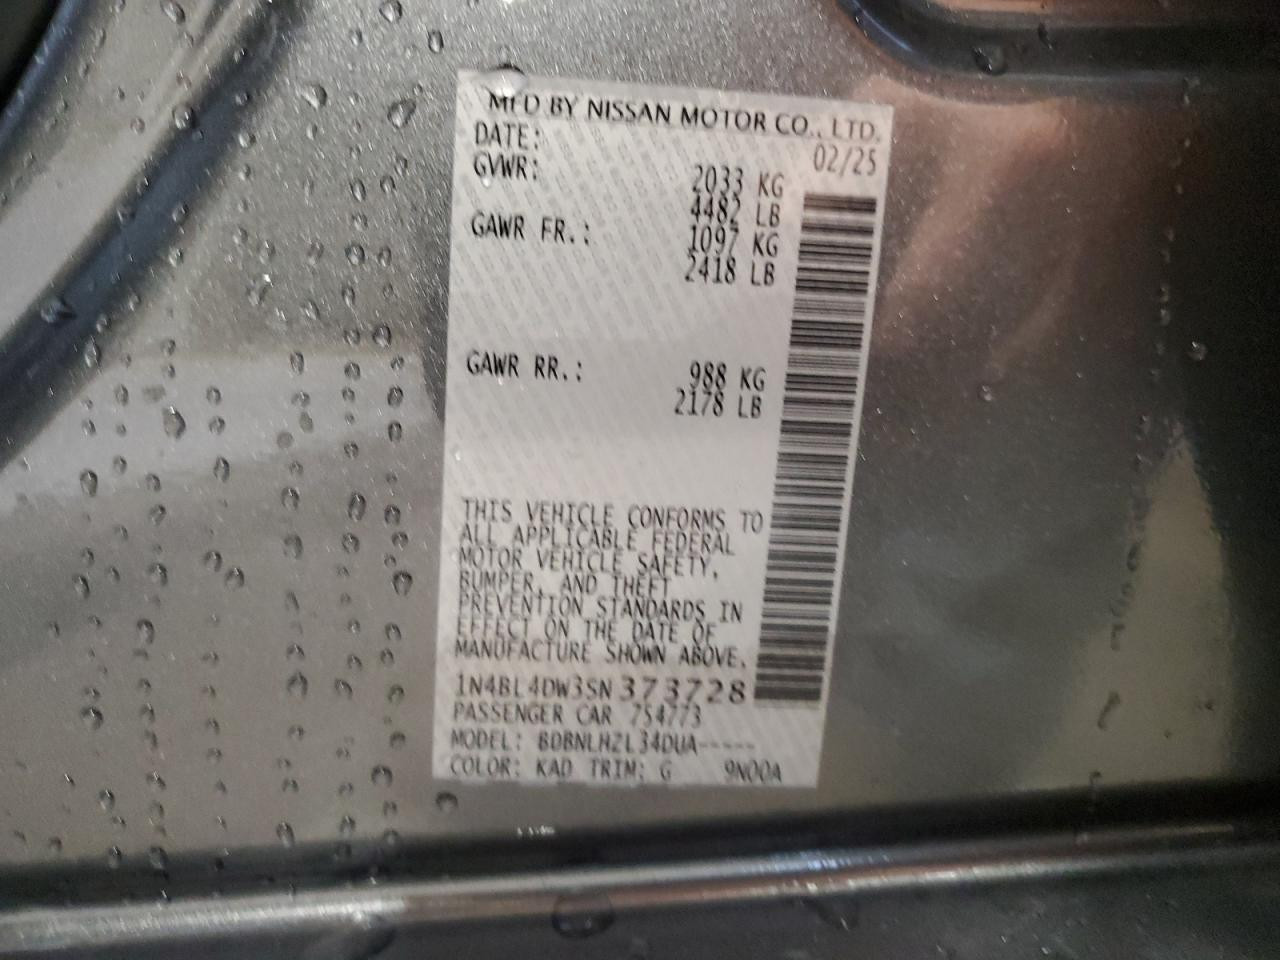 MFD BY NISSAN MOTOR CO., LTD.
DATE: 02/25
GVWR: 2033 KG
4482 LB
GAWR FR.: 1097 KG
2418 LB
GAWR RR.: 988 KG
2178 LB
THIS VEHICLE CONFORMS TO
ALL APPLICABLE FEDERAL
MOTOR VEHICLE SAFETY,
BUMPER, AND THEFT
PREVENTION STANDARDS IN
EFFECT ON THE DATE OF
MANUFACTURE SHOWN ABOVE.
1N4BL4DW3SN373728
PASSENGER CAR 754773
MODEL: BDBNLHZL34DUA-----
COLOR: KAD TRIM: G 9N00A